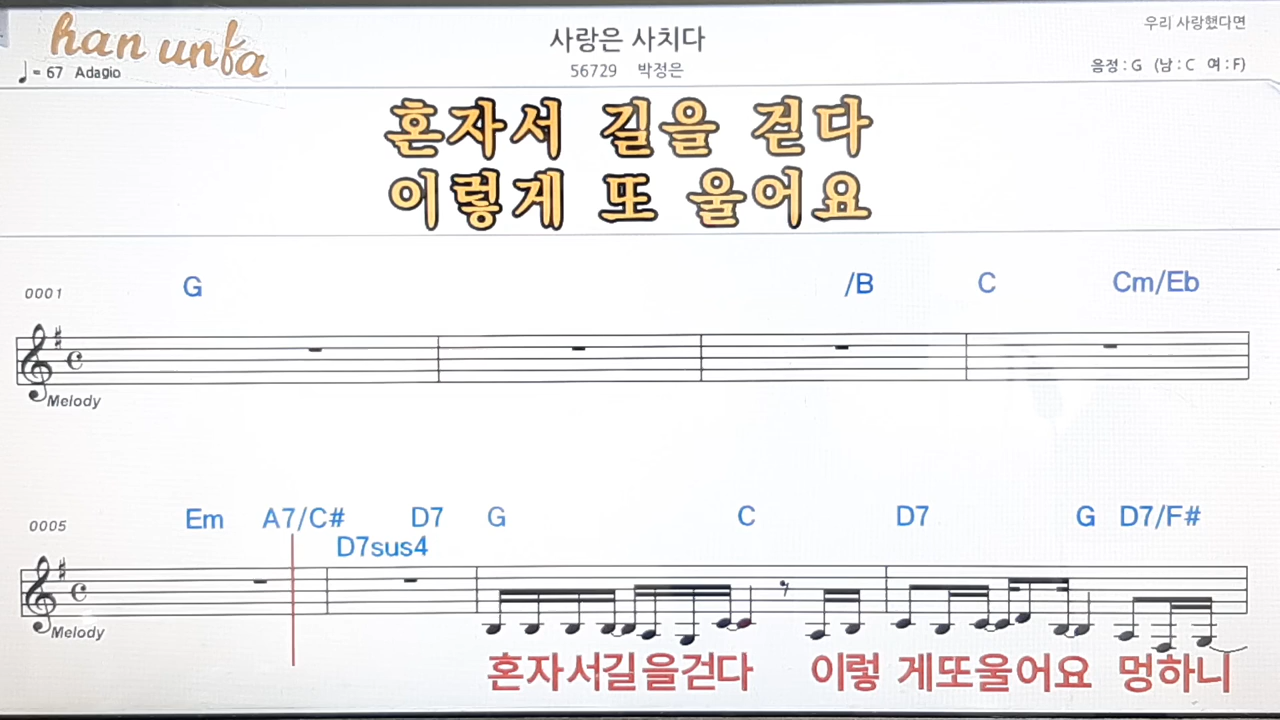 han unfa
♩= 67 Adagio
사랑은 사치다
56729 박정은
우리 사랑했다면
음정 : G (남 : C 여 : F)
혼자서 길을 걷다
이렇게 또 울어요
0001 G /B C Cm/Eb
Melody
0005 Em A7/C# D7 G C D7 G D7/F#
D7sus4
Melody
혼자서길을걷다 이렇 게또울어요 멍하니